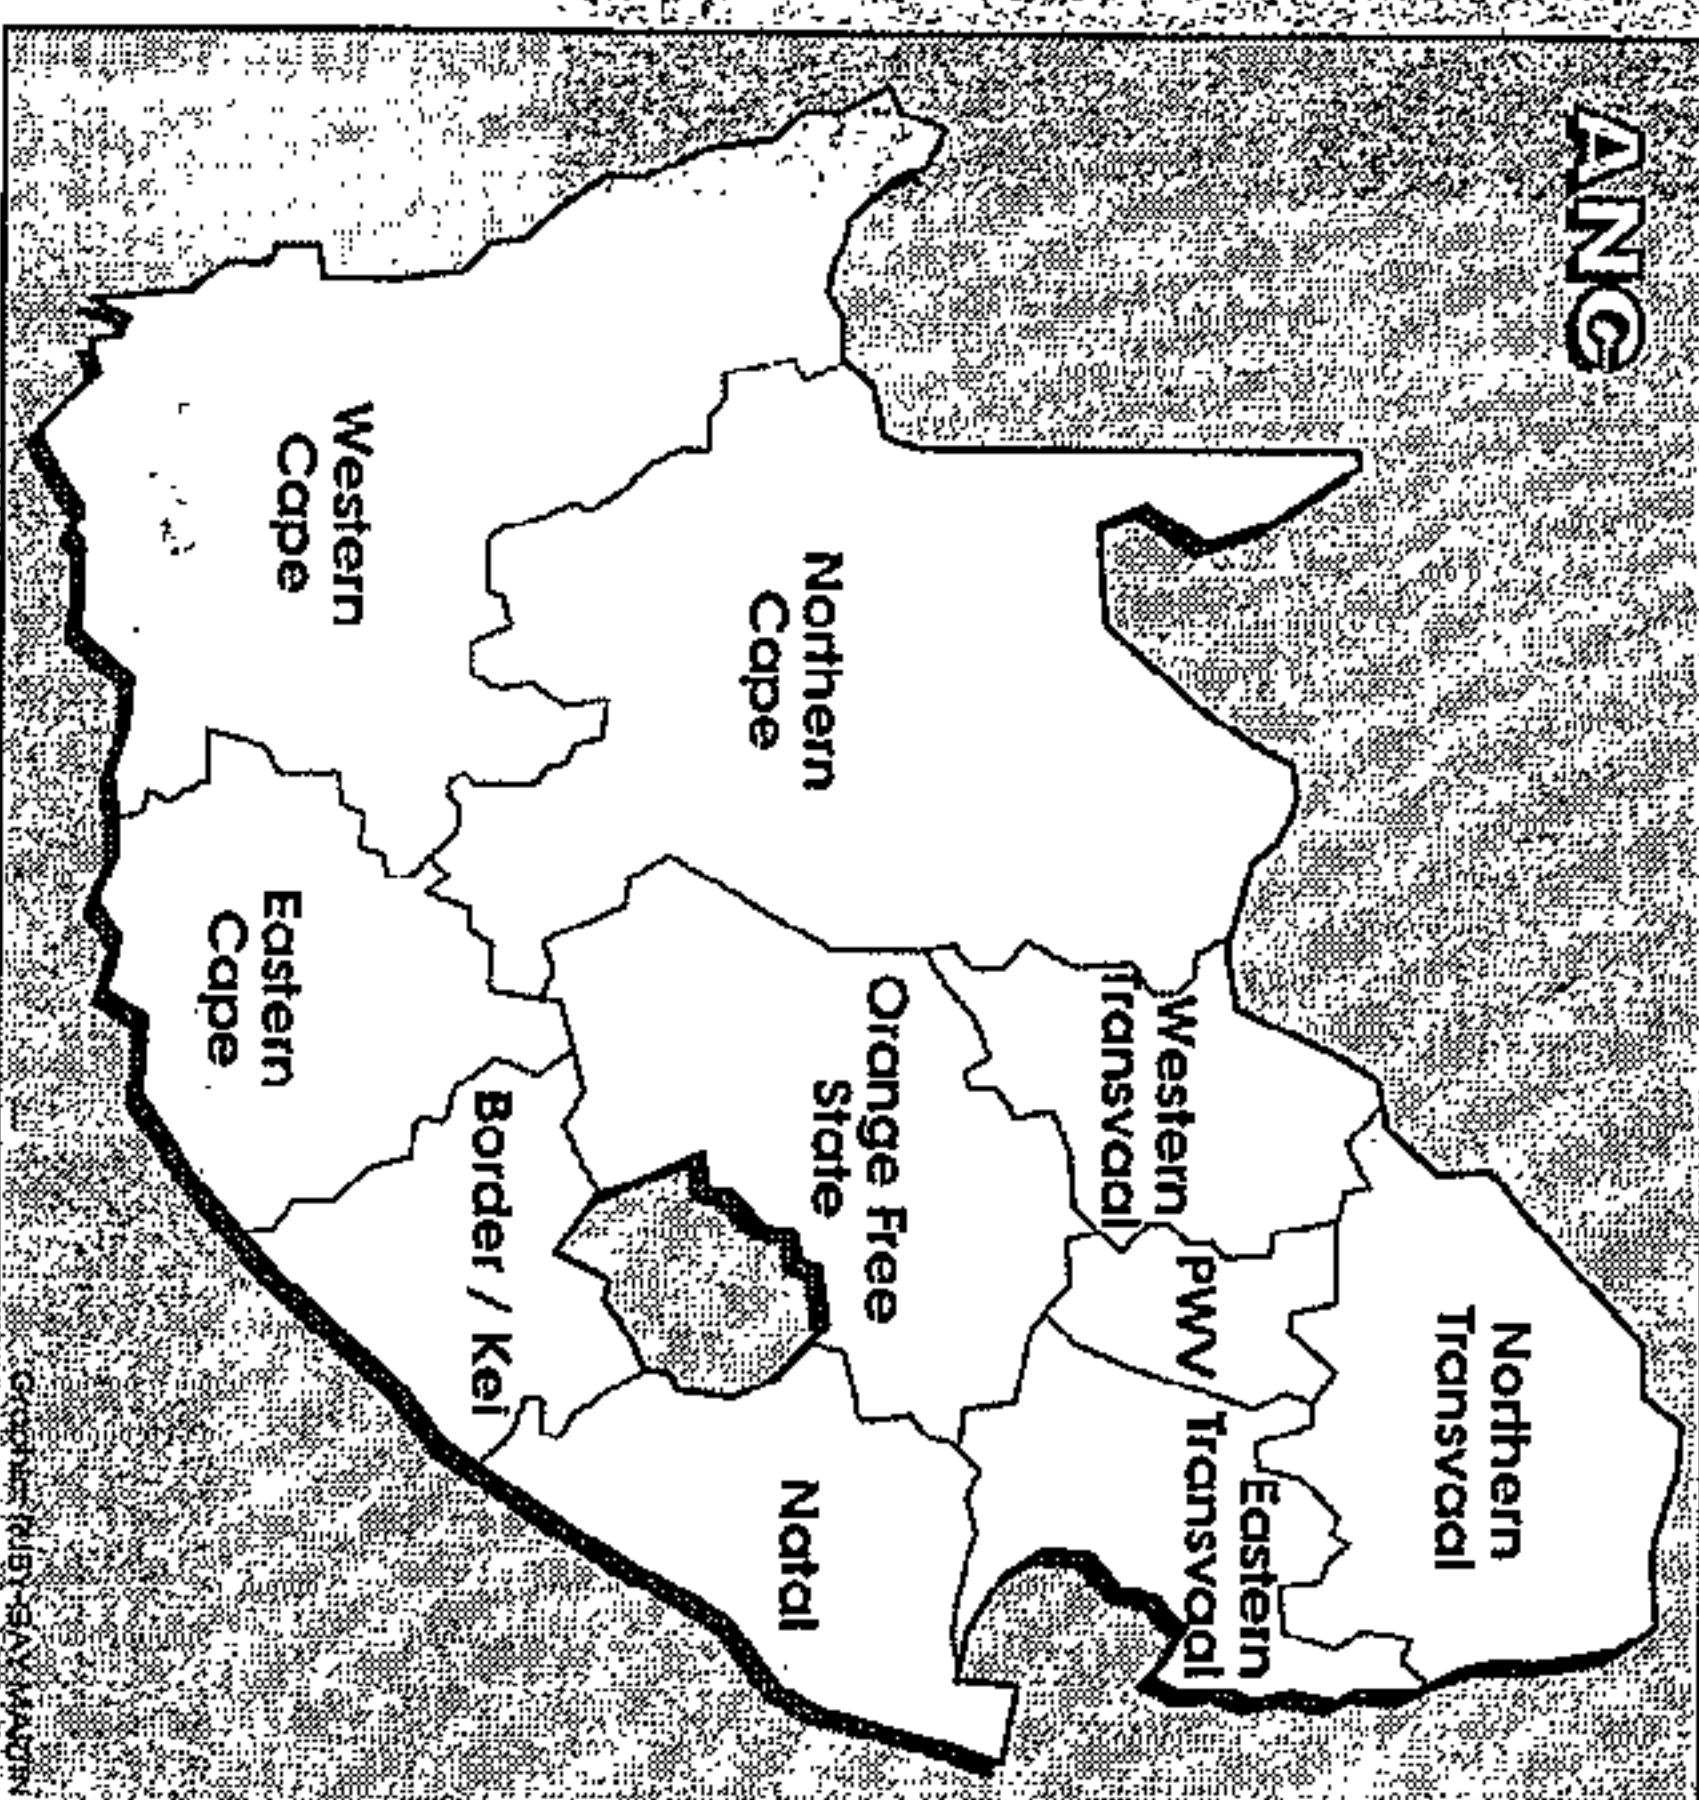 ANC
Northern
Transvaal
Western
Transvaal
PWV
Eastern
Transvaal
Northern
Cape
Orange Free
State
Natal
Border / Kei
Western
Cape
Eastern
Cape